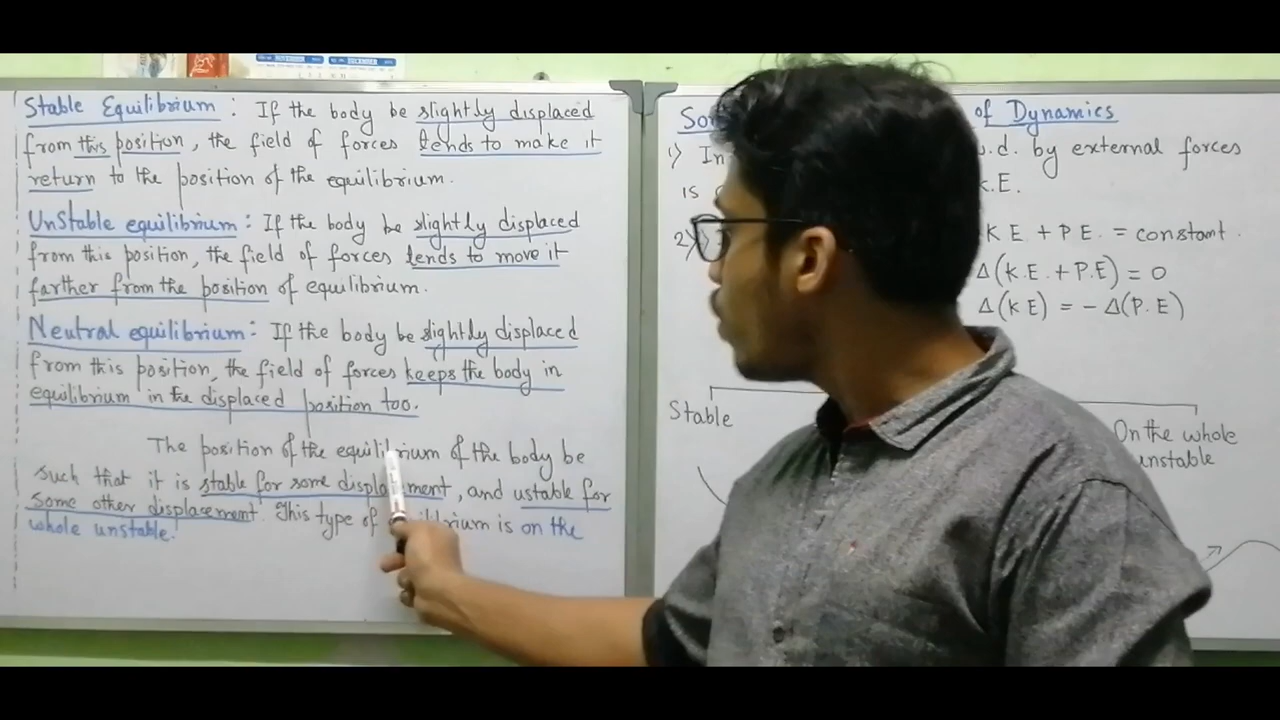 NOVEMBER
DECEMBER
Stable Equilibrium : If the body be slightly displaced
from this position, the field of forces tends to make it
return to the position of the equilibrium.
Unstable equilibrium : If the body be slightly displaced
from this position, the field of forces tends to move it
farther from the position of equilibrium.
Neutral equilibrium : If the body be slightly displaced
from this position, the field of forces keeps the body in
equilibrium in the displaced position too.
The position of the equilibrium of the body be
such that it is stable for some displacement, and ustable for
some other displacement. This type of equilibrium is on the
whole unstable.
of Dynamics
1) In w.d. by external forces
is K.E.
2) K E + P E. = constant.
Δ(K.E + P.E) = 0
Δ(K E) = - Δ(P.E)
Stable
On the whole
unstable